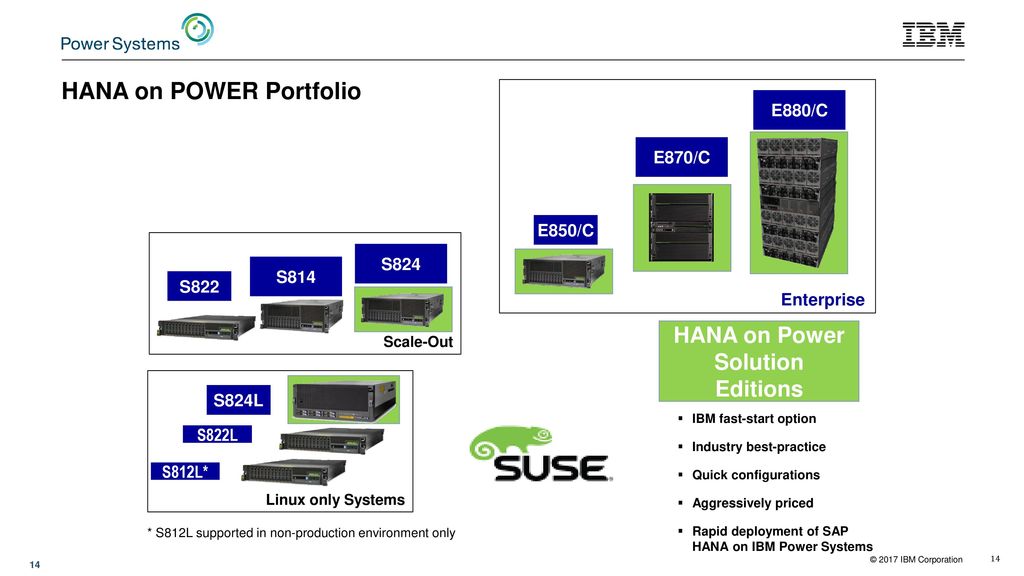 Power Systems
IBM
HANA on POWER Portfolio
E880/C
E870/C
E850/C
Enterprise
S824
S814
S822
Scale-Out
S824L
S822L
S812L*
Linux only Systems
* S812L supported in non-production environment only
SUSE
HANA on Power
Solution
Editions
▪ IBM fast-start option
▪ Industry best-practice
▪ Quick configurations
▪ Aggressively priced
▪ Rapid deployment of SAP
HANA on IBM Power Systems
© 2017 IBM Corporation
14
14